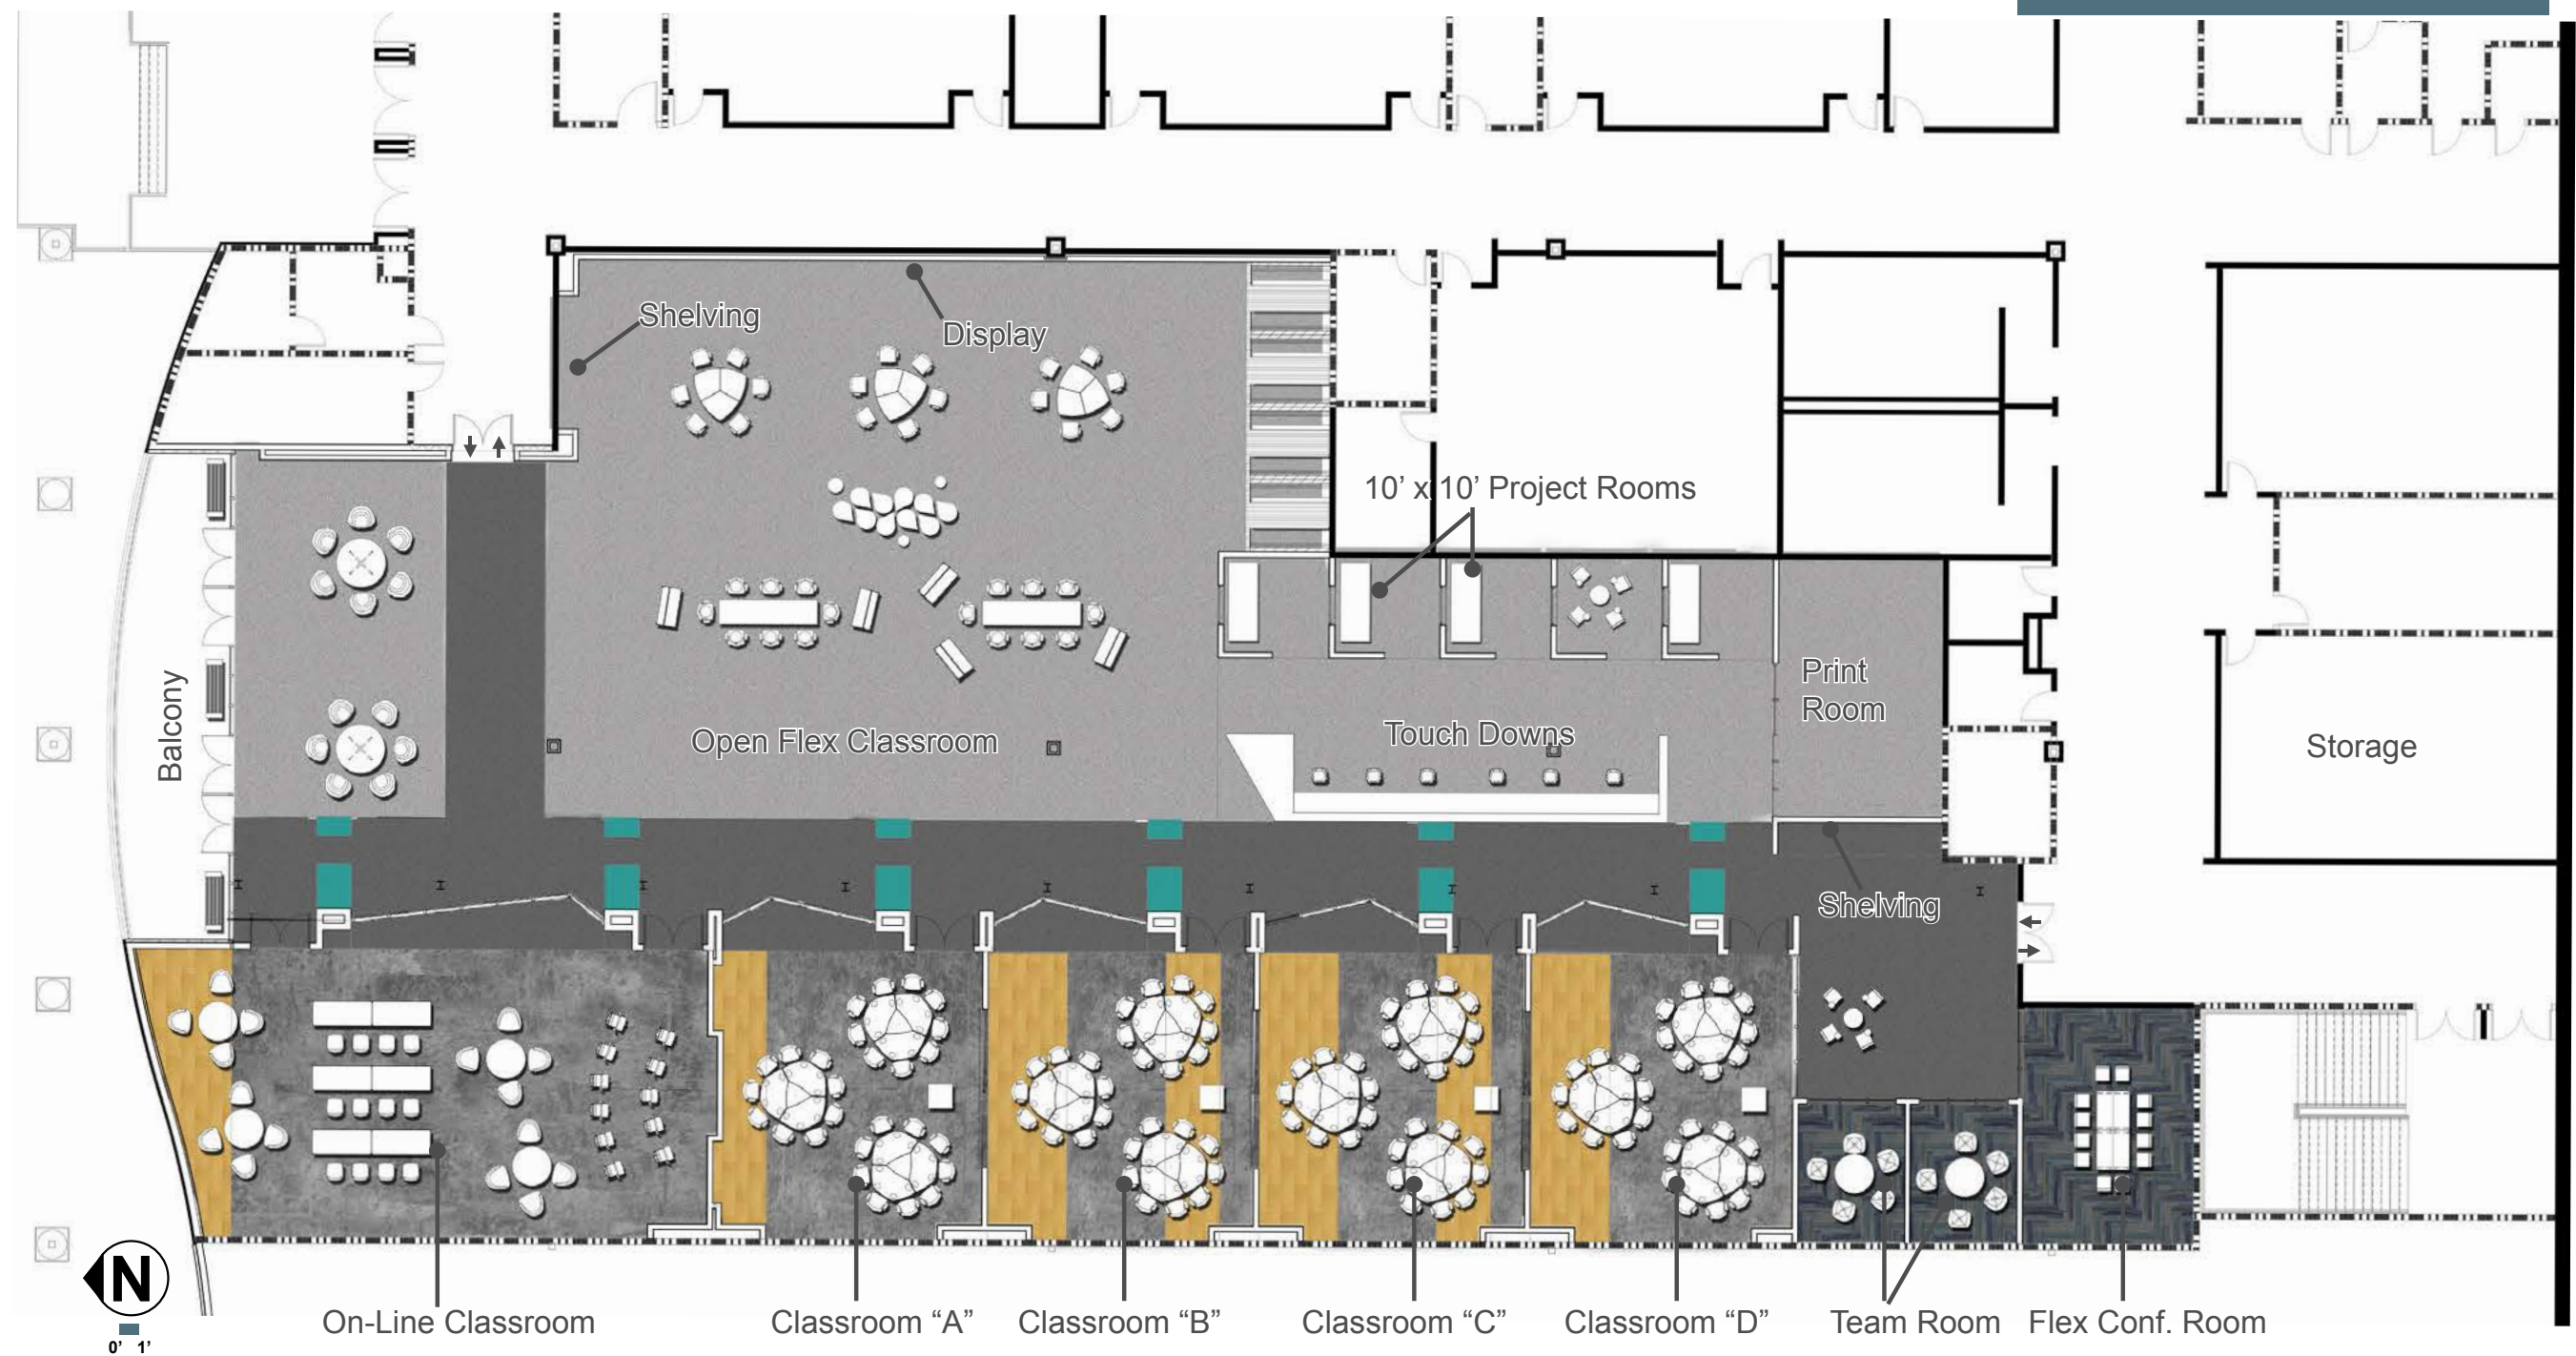 Shelving
Display
10’ x 10’ Project Rooms
Print
Room
Balcony
Open Flex Classroom
Touch Downs
Storage
Shelving
N
0’ 1’
On-Line Classroom
Classroom “A”
Classroom “B”
Classroom “C”
Classroom “D”
Team Room
Flex Conf. Room